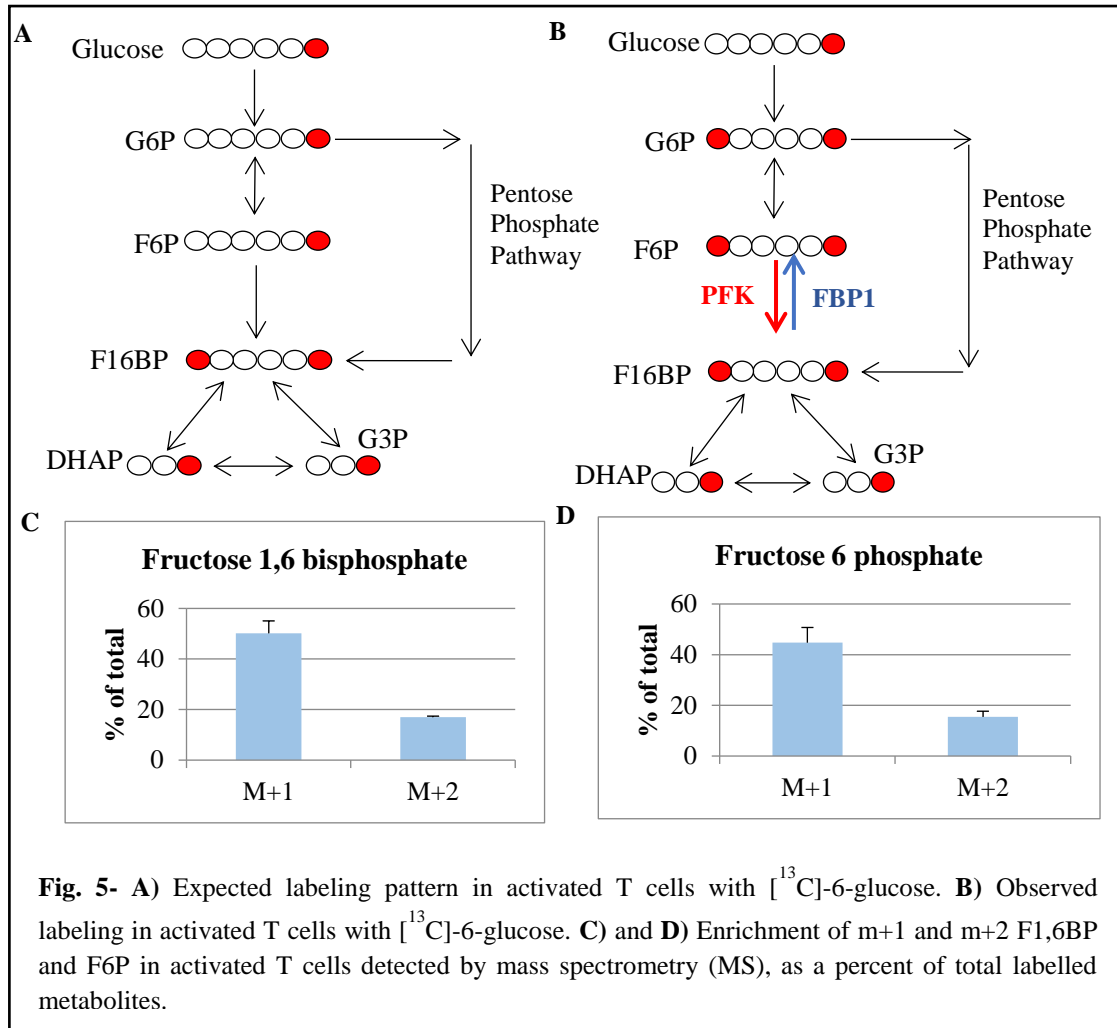 A
Glucose
G6P
F6P
F16BP
DHAP
G3P
Pentose
Phosphate
Pathway
B
Glucose
G6P
F6P
PFK
FBP1
F16BP
DHAP
G3P
Pentose
Phosphate
Pathway
C
Fructose 1,6 bisphosphate
% of total
60
40
20
0
M+1
M+2
D
Fructose 6 phosphate
% of total
60
40
20
0
M+1
M+2
Fig. 5- A) Expected labeling pattern in activated T cells with [13C]-6-glucose. B) Observed
labeling in activated T cells with [13C]-6-glucose. C) and D) Enrichment of m+1 and m+2 F1,6BP
and F6P in activated T cells detected by mass spectrometry (MS), as a percent of total labelled
metabolites.